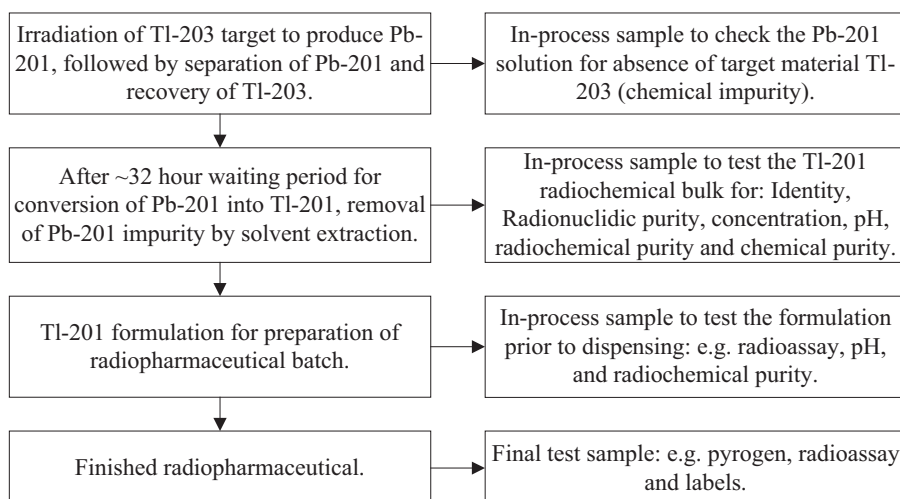 Irradiation of Tl-203 target to produce Pb-
201, followed by separation of Pb-201 and
recovery of Tl-203.
In-process sample to check the Pb-201
solution for absence of target material Tl-
203 (chemical impurity).
After ~32 hour waiting period for
conversion of Pb-201 into Tl-201, removal
of Pb-201 impurity by solvent extraction.
In-process sample to test the Tl-201
radiochemical bulk for: Identity,
Radionuclidic purity, concentration, pH,
radiochemical purity and chemical purity.
Tl-201 formulation for preparation of
radiopharmaceutical batch.
In-process sample to test the formulation
prior to dispensing: e.g. radioassay, pH,
and radiochemical purity.
Finished radiopharmaceutical.
Final test sample: e.g. pyrogen, radioassay
and labels.